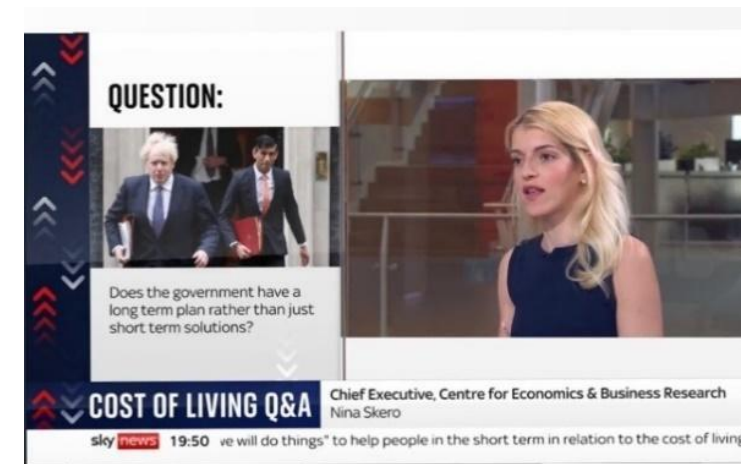 QUESTION:
Does the government have a
long term plan rather than just
short term solutions?
COST OF LIVING Q&A
Chief Executive, Centre for Economics & Business Research
Nina Skero
sky news 19:50 ve will do things" to help people in the short term in relation to the cost of living